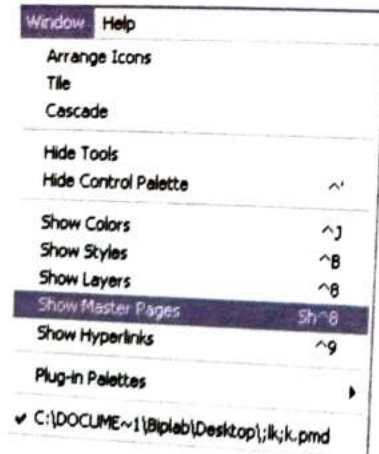 Window Help
Arrange Icons
Tile
Cascade
Hide Tools
Hide Control Palette ^'
Show Colors ^J
Show Styles ^B
Show Layers ^8
Show Master Pages Sh^8
Show Hyperlinks ^9
Plug-in Palettes
✔ C:\DOCUME~1\Biplab\Desktop\;lk;k.pmd